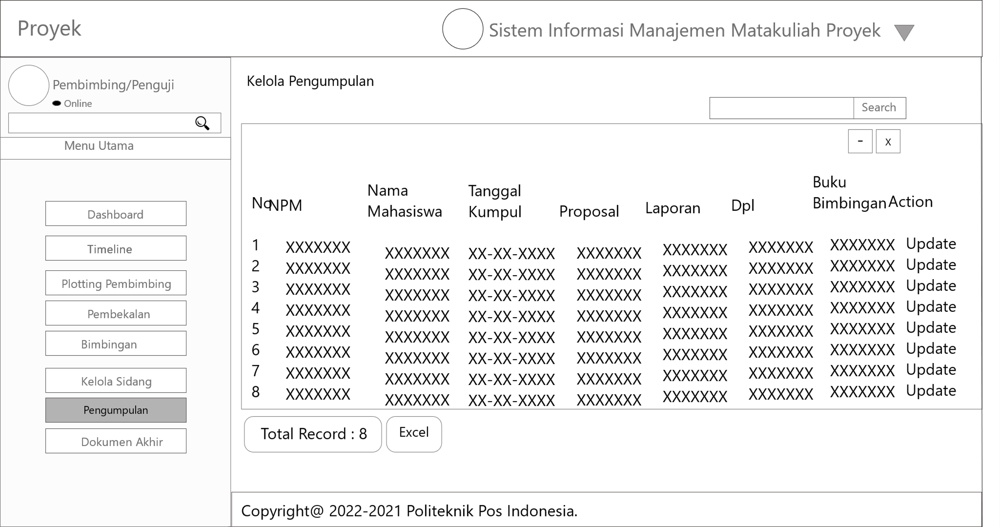 Proyek
Sistem Informasi Manajemen Matakuliah Proyek
Pembimbing/Penguji
Online
Menu Utama
Dashboard
Timeline
Plotting Pembimbing
Pembekalan
Bimbingan
Kelola Sidang
Pengumpulan
Dokumen Akhir
Kelola Pengumpulan
Search
- x
No NPM Nama Mahasiswa Tanggal Kumpul Proposal Laporan Dpl Buku Bimbingan Action
1 XXXXXXX XXXXXXX XX-XX-XXXX XXXXXXX XXXXXXX XXXXXXX XXXXXXX Update
2 XXXXXXX XXXXXXX XX-XX-XXXX XXXXXXX XXXXXXX XXXXXXX XXXXXXX Update
3 XXXXXXX XXXXXXX XX-XX-XXXX XXXXXXX XXXXXXX XXXXXXX XXXXXXX Update
4 XXXXXXX XXXXXXX XX-XX-XXXX XXXXXXX XXXXXXX XXXXXXX XXXXXXX Update
5 XXXXXXX XXXXXXX XX-XX-XXXX XXXXXXX XXXXXXX XXXXXXX XXXXXXX Update
6 XXXXXXX XXXXXXX XX-XX-XXXX XXXXXXX XXXXXXX XXXXXXX XXXXXXX Update
7 XXXXXXX XXXXXXX XX-XX-XXXX XXXXXXX XXXXXXX XXXXXXX XXXXXXX Update
8 XXXXXXX XXXXXXX XX-XX-XXXX XXXXXXX XXXXXXX XXXXXXX XXXXXXX Update
Total Record : 8
Excel
Copyright@ 2022-2021 Politeknik Pos Indonesia.